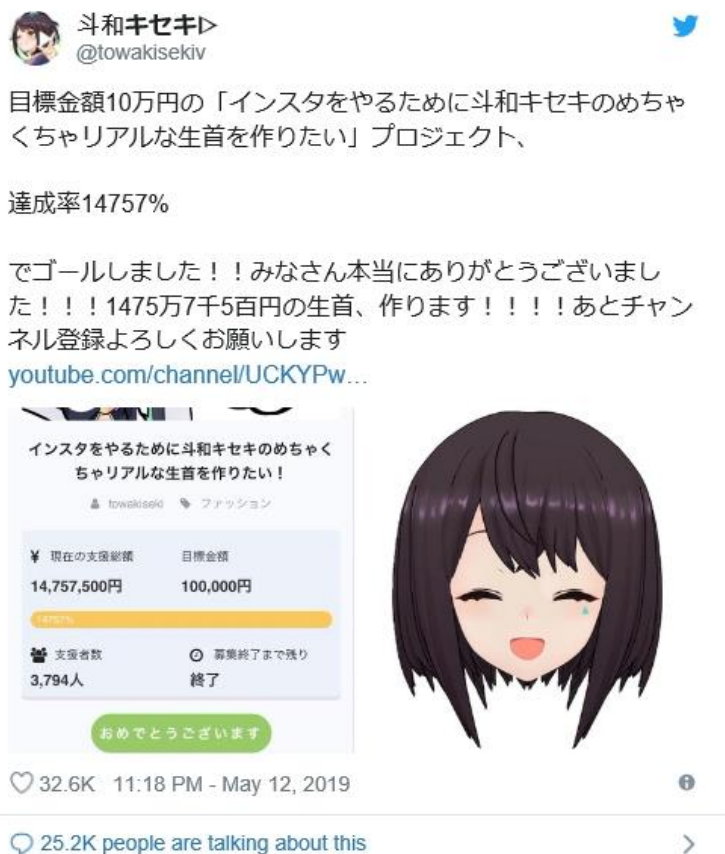 斗和キセキ▷
@towakisekiv
目標金額10万円の「インスタをやるために斗和キセキのめちゃ
くちゃリアルな生首を作りたい」プロジェクト、
達成率14757%
でゴールしました！！みなさん本当にありがとうございまし
た！！！1475万7千5百円の生首、作ります！！！！あとチャン
ネル登録よろしくお願いします
youtube.com/channel/UCKYPw…
インスタをやるために斗和キセキのめちゃく
ちゃリアルな生首を作りたい！
towakiseki ファッション
¥ 現在の支援総額 目標金額
14,757,500円 100,000円
14757%
支援者数 募集終了まで残り
3,794人 終了
おめでとうございます
32.6K 11:18 PM - May 12, 2019
25.2K people are talking about this